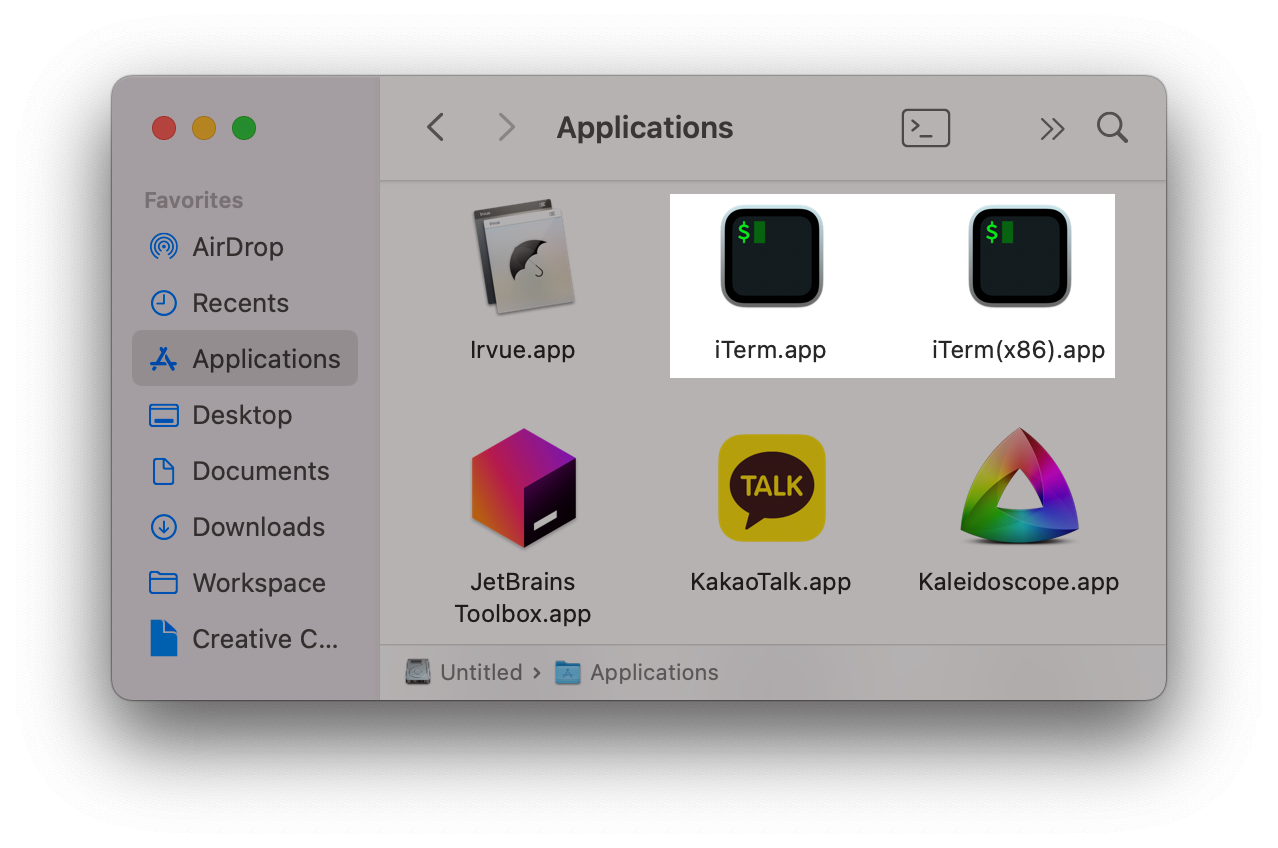 Applications
Favorites
AirDrop
Recents
Applications
Desktop
Documents
Downloads
Workspace
Creative C...
Irvue.app
$
iTerm.app
$
iTerm(x86).app
JetBrains
Toolbox.app
TALK
KakaoTalk.app
Kaleidoscope.app
Untitled › Applications